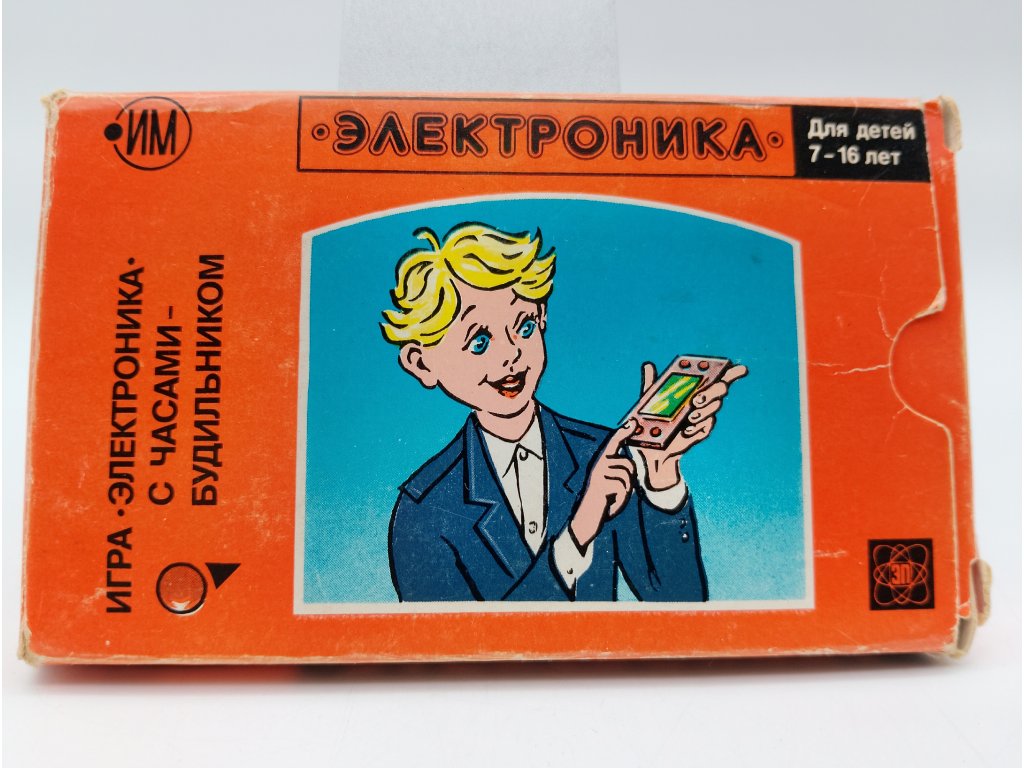 •ИМ
•ЭЛЕКТРОНИКА•
Для детей
7-16 лет
ИГРА •ЭЛЕКТРОНИКА•
С ЧАСАМИ-
БУДИЛЬНИКОМ
ЭП